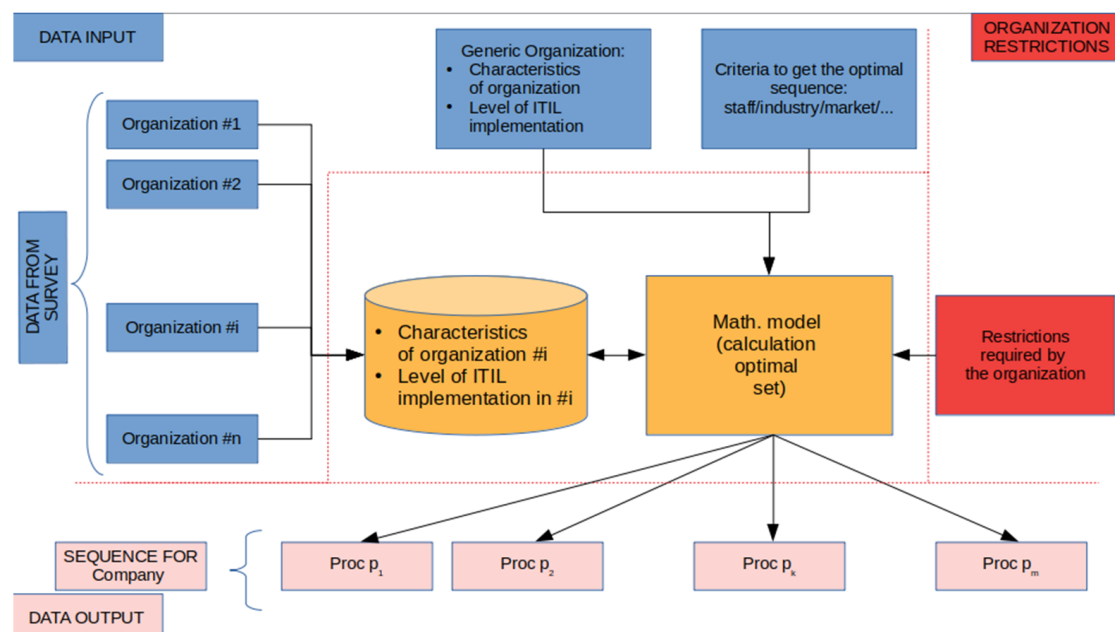 DATA INPUT
ORGANIZATION
RESTRICTIONS
Generic Organization:
• Characteristics
of organization
• Level of ITIL
implementation
Criteria to get the optimal
sequence:
staff/industry/market/...
Organization #1
Organization #2
Organization #i
Organization #n
DATA FROM
SURVEY
• Characteristics
of organization #i
• Level of ITIL
implementation in #i
Math. model
(calculation
optimal
set)
Restrictions
required by
the organization
SEQUENCE FOR
Company
Proc p₁
Proc p₂
Proc pₖ
Proc pₘ
DATA OUTPUT